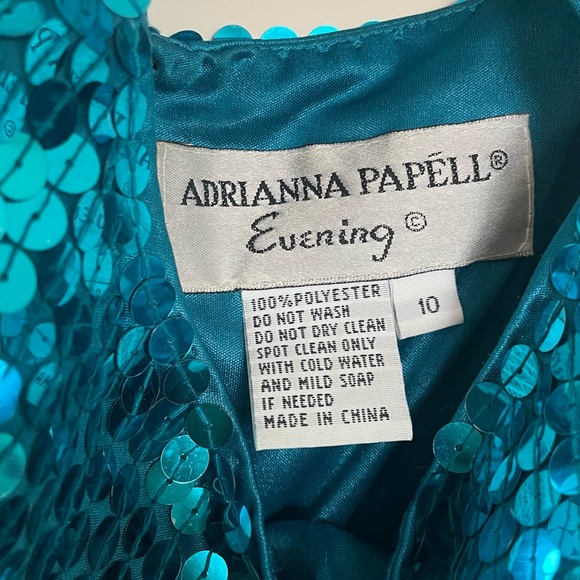 ADRIANNA PAPĒLL®
Evening ©
100% POLYESTER
DO NOT WASH
DO NOT DRY CLEAN
SPOT CLEAN ONLY
WITH COLD WATER
AND MILD SOAP
IF NEEDED
MADE IN CHINA
10